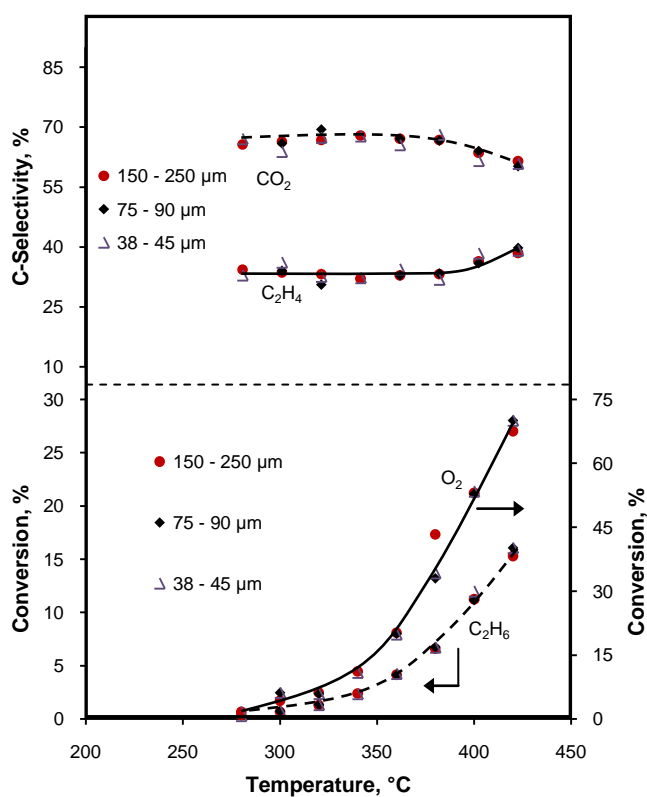 85
70
55
40
25
10
C-Selectivity, %
150 - 250 µm
75 - 90 µm
38 - 45 µm
CO₂
C₂H₄
30
25
20
15
10
5
0
Conversion, %
150 - 250 µm
75 - 90 µm
38 - 45 µm
O₂
C₂H₆
75
60
45
30
15
0
Conversion, %
200 250 300 350 400 450
Temperature, °C